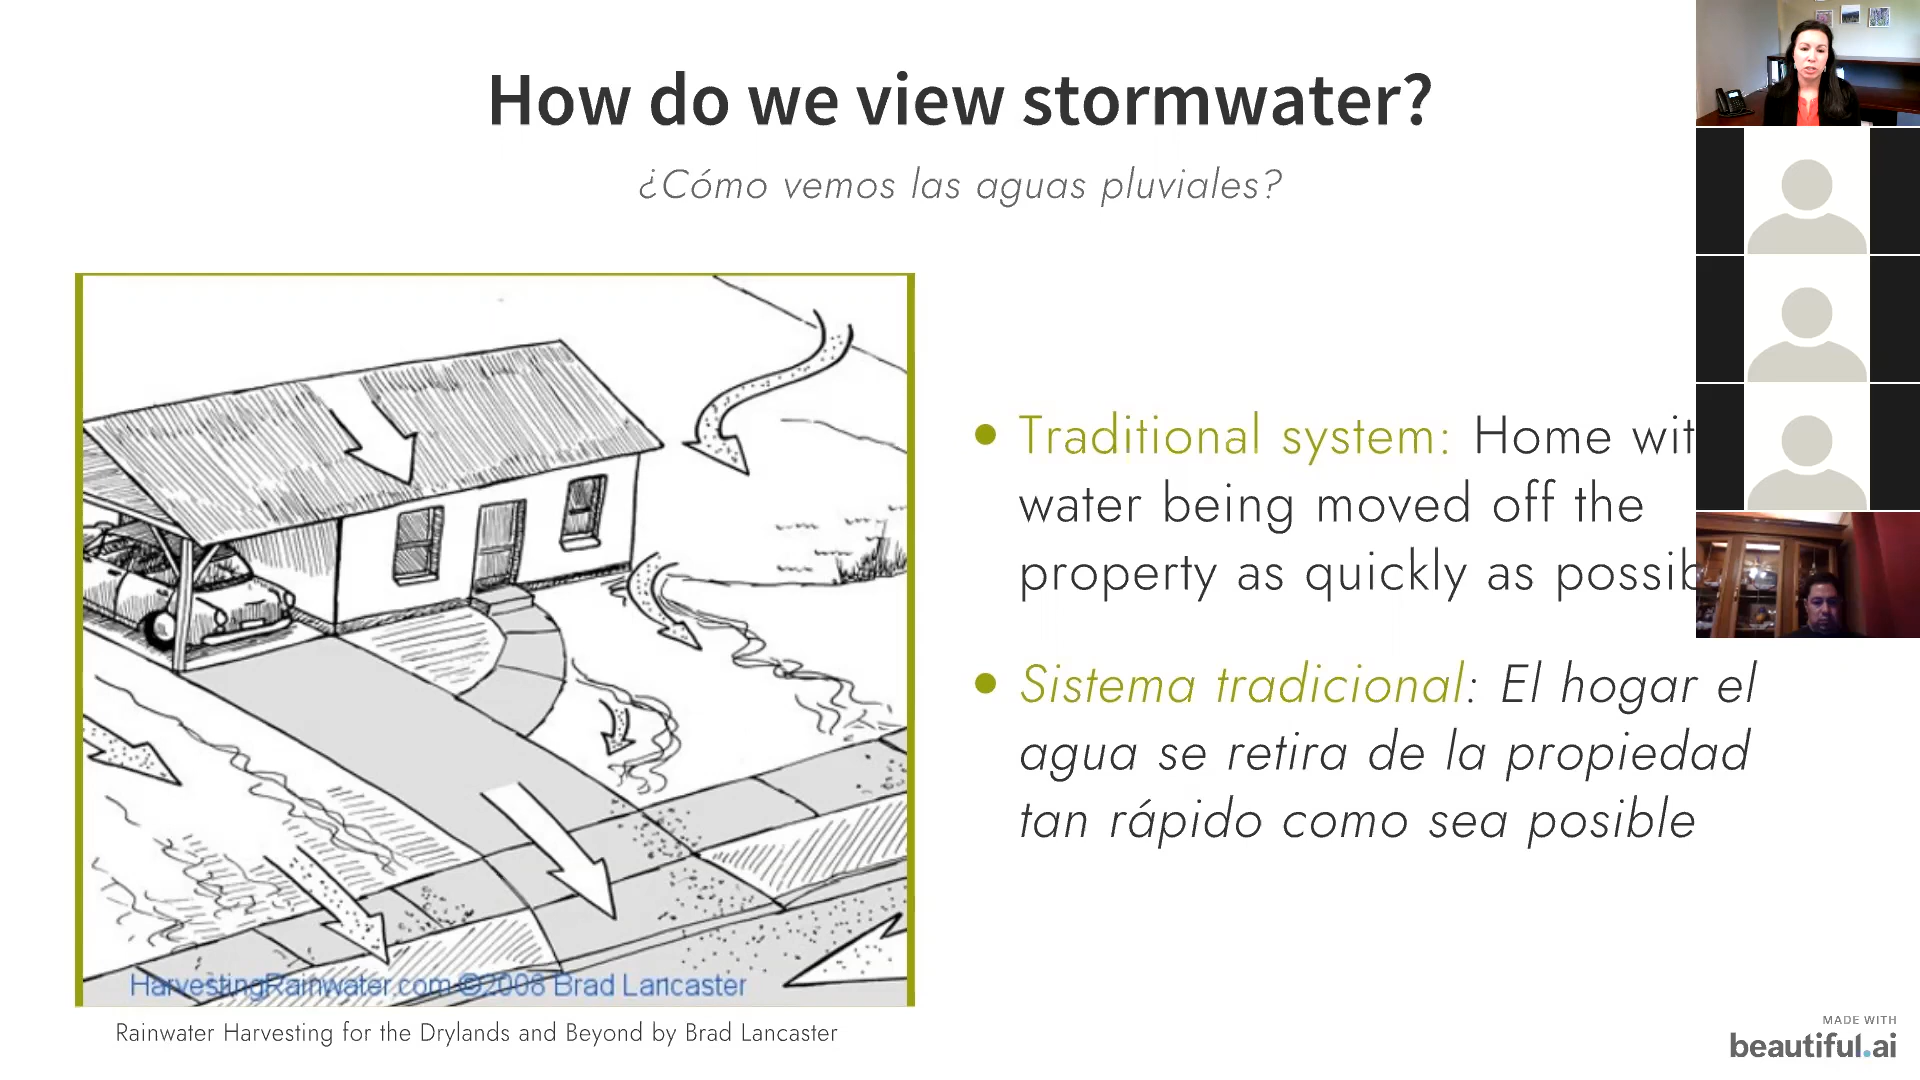 How do we view stormwater?
¿Cómo vemos las aguas pluviales?
Traditional system: Home
water being moved off the
property as quickly as
Sistema tradicional: El hogar el
agua se retira de la propiedad
tan rápido como sea posible
HarvestingRainwater.com ©2008 Brad Lancaster
Rainwater Harvesting for the Drylands and Beyond by Brad Lancaster
MADE WITH
beautiful.ai